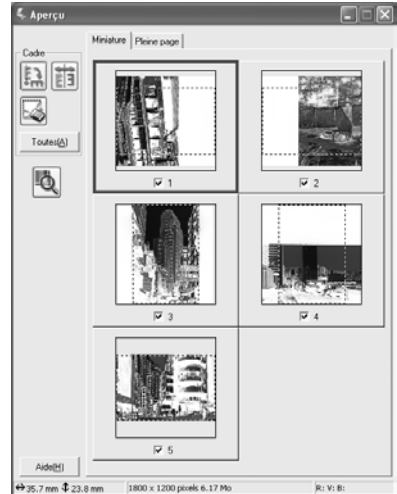 Aperçu
Miniature Pleine page
Cadre
Toutes(A)
1
2
3
4
5
Aide(H)
35.7 mm 23.8 mm 1800 x 1200 pixels 6.17 Mo R: V: B: